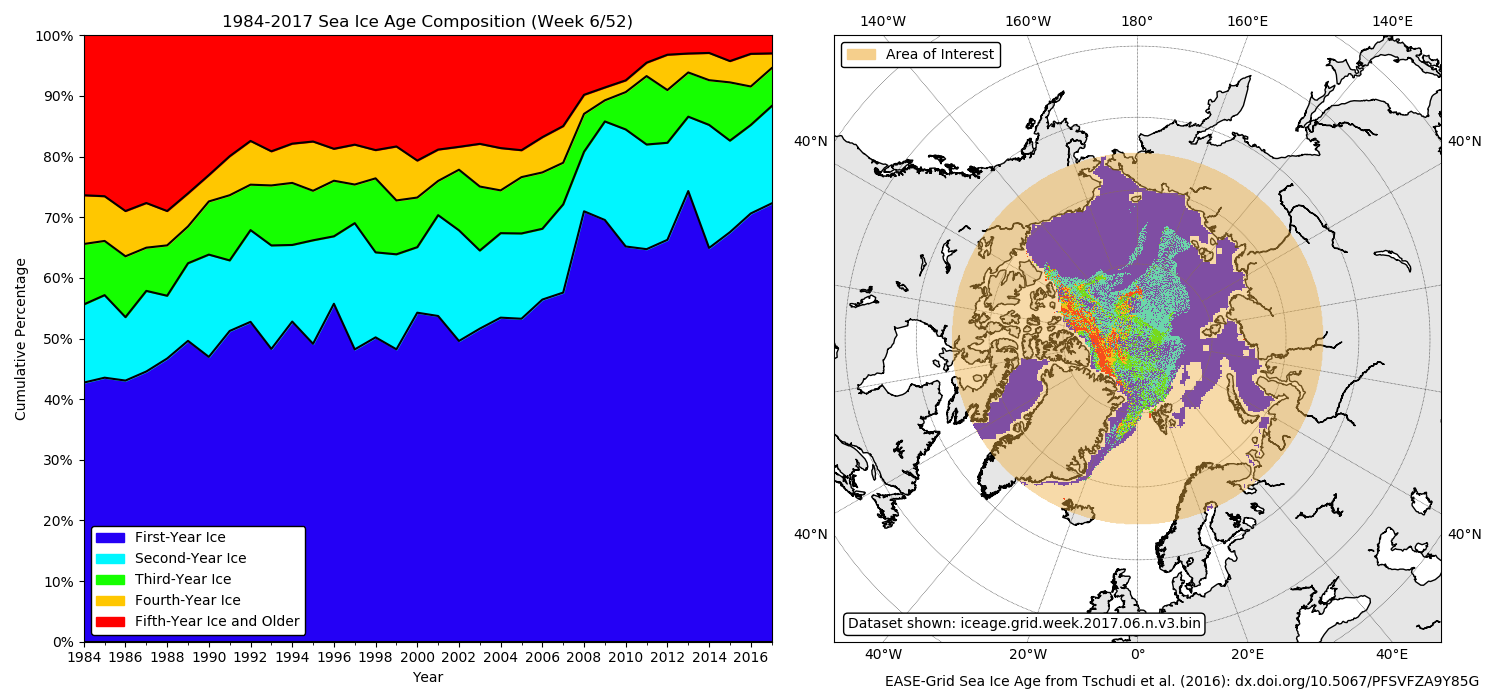 1984-2017 Sea Ice Age Composition (Week 6/52)
100%
90%
80%
70%
60%
50%
40%
30%
20%
10%
0%
Cumulative Percentage
First-Year Ice
Second-Year Ice
Third-Year Ice
Fourth-Year Ice
Fifth-Year Ice and Older
1984 1986 1988 1990 1992 1994 1996 1998 2000 2002 2004 2006 2008 2010 2012 2014 2016
Year
140°W 160°W 180° 160°E 140°E
Area of Interest
40°N 40°N
40°N 40°N
Dataset shown: iceage.grid.week.2017.06.n.v3.bin
40°W 20°W 0° 20°E 40°E
EASE-Grid Sea Ice Age from Tschudi et al. (2016): dx.doi.org/10.5067/PFSVFZA9Y85G